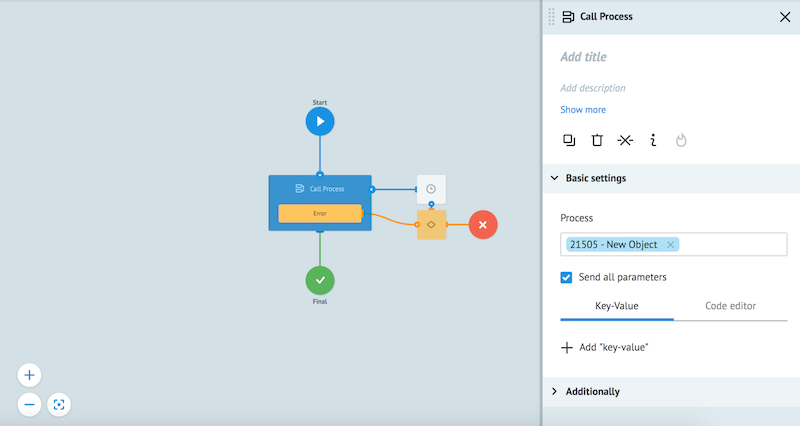 Call Process
Add title
Add description
Show more
Basic settings
Process
21505 - New Object
Send all parameters
Key-Value
Code editor
Add "key-value"
Additionally
Start
Call Process
Error
Final